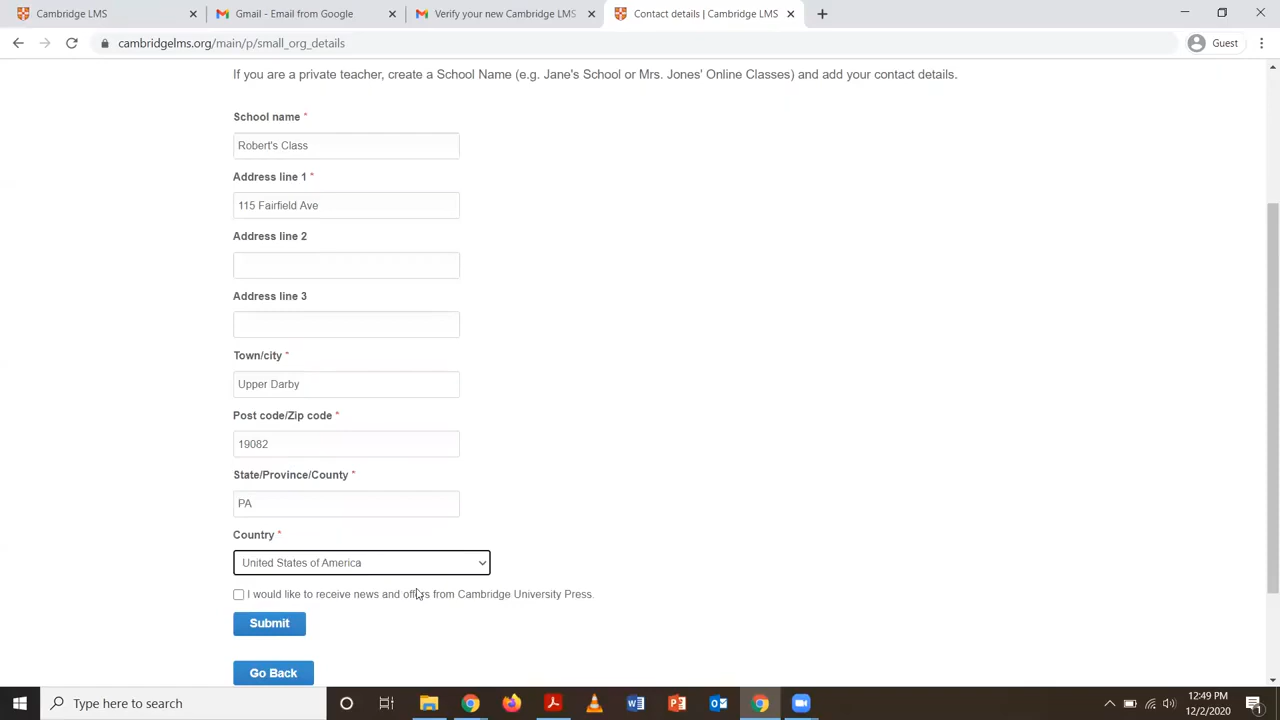 Cambridge LMS
Gmail - Email from Google
Verify your new Cambridge LMS
Contact details | Cambridge LMS
cambridgelms.org/main/p/small_org_details
Guest
If you are a private teacher, create a School Name (e.g. Jane's School or Mrs. Jones' Online Classes) and add your contact details.
School name *
Robert's Class
Address line 1 *
115 Fairfield Ave
Address line 2
Address line 3
Town/city *
Upper Darby
Post code/Zip code *
19082
State/Province/County *
PA
Country *
United States of America
I would like to receive news and offers from Cambridge University Press.
Submit
Go Back
Type here to search
12:49 PM
12/2/2020
1